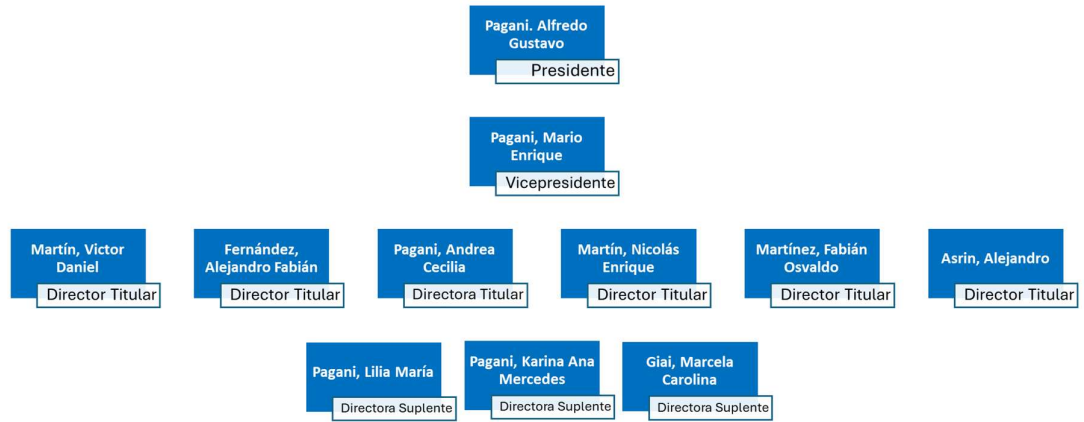 Pagani. Alfredo
Gustavo
Presidente
Pagani, Mario
Enrique
Vicepresidente
Martín, Victor
Daniel
Director Titular
Fernández,
Alejandro Fabián
Director Titular
Pagani, Andrea
Cecilia
Directora Titular
Martín, Nicolás
Enrique
Director Titular
Martínez, Fabián
Osvaldo
Director Titular
Asrin, Alejandro
Director Titular
Pagani, Lilia María
Directora Suplente
Pagani, Karina Ana
Mercedes
Directora Suplente
Giai, Marcela
Carolina
Directora Suplente